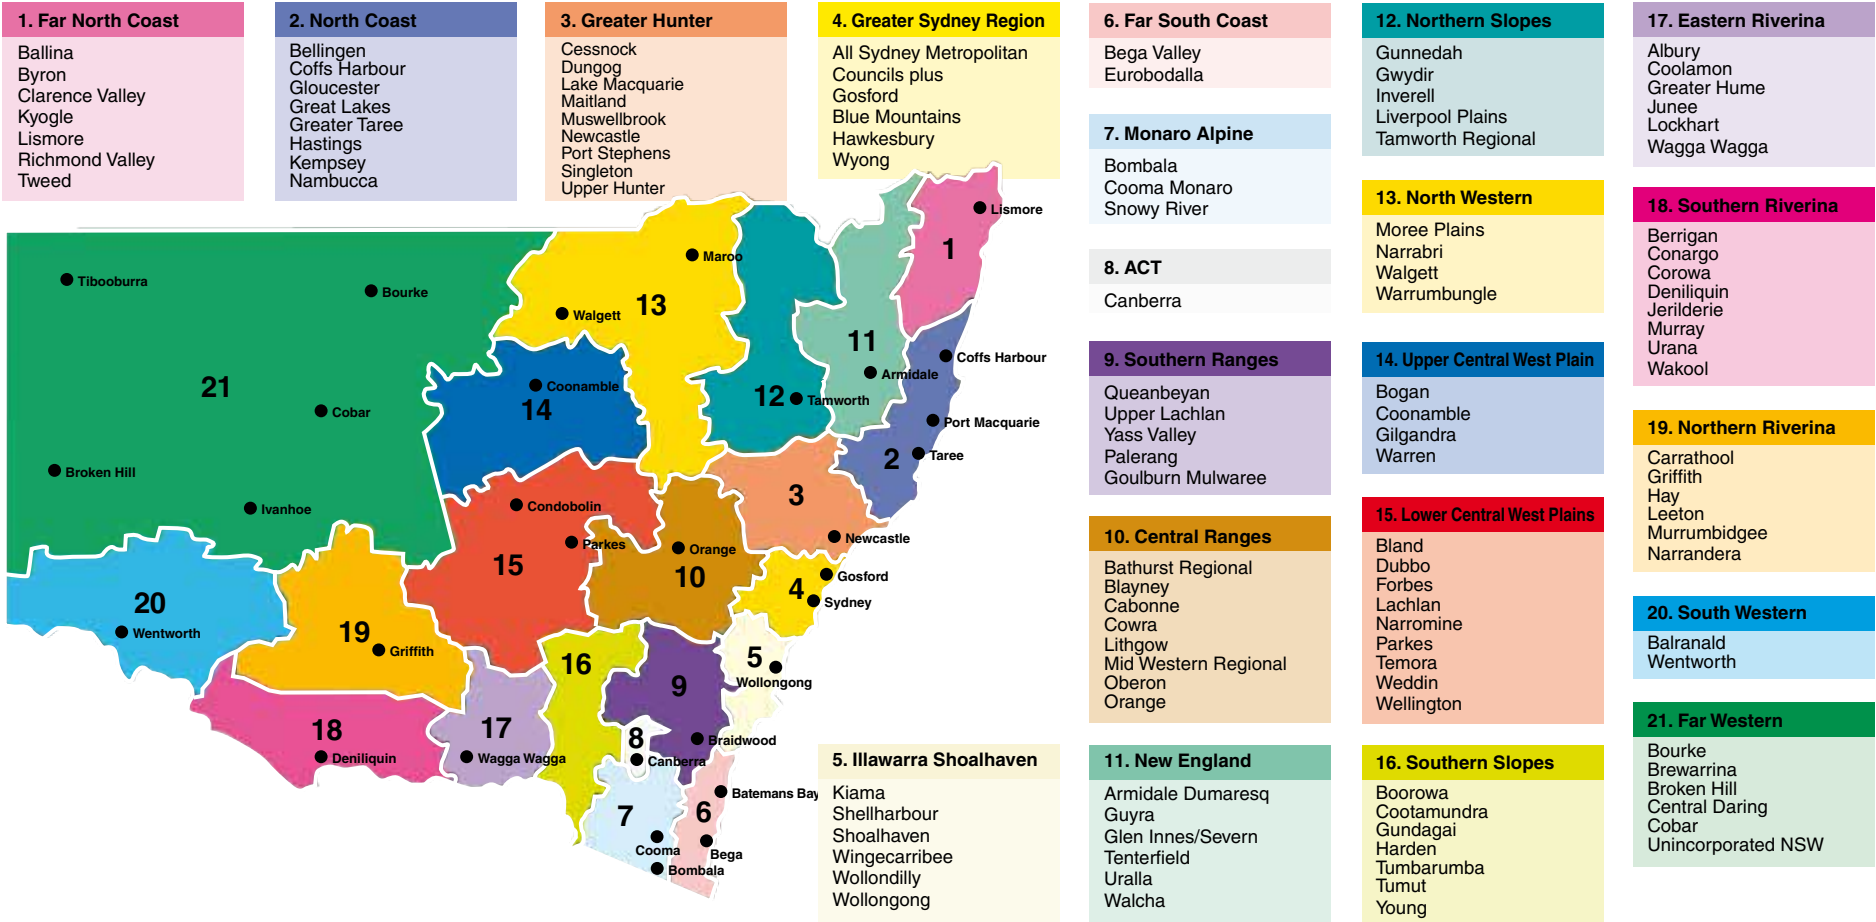 1. Far North Coast
Ballina
Byron
Clarence Valley
Kyogle
Lismore
Richmond Valley
Tweed
2. North Coast
Bellingen
Coffs Harbour
Gloucester
Great Lakes
Greater Taree
Hastings
Kempsey
Nambucca
3. Greater Hunter
Cessnock
Dungog
Lake Macquarie
Maitland
Muswellbrook
Newcastle
Port Stephens
Singleton
Upper Hunter
4. Greater Sydney Region
All Sydney Metropolitan
Councils plus
Gosford
Blue Mountains
Hawkesbury
Wyong
6. Far South Coast
Bega Valley
Eurobodalla
7. Monaro Alpine
Bombala
Cooma Monaro
Snowy River
8. ACT
Canberra
9. Southern Ranges
Queanbeyan
Upper Lachlan
Yass Valley
Palerang
Goulburn Mulwaree
10. Central Ranges
Bathurst Regional
Blayney
Cabonne
Cowra
Lithgow
Mid Western Regional
Oberon
Orange
11. New England
Armidale Dumaresq
Guyra
Glen Innes/Severn
Tenterfield
Uralla
Walcha
12. Northern Slopes
Gunnedah
Gwydir
Inverell
Liverpool Plains
Tamworth Regional
13. North Western
Moree Plains
Narrabri
Walgett
Warrumbungle
14. Upper Central West Plain
Bogan
Coonamble
Gilgandra
Warren
15. Lower Central West Plains
Bland
Dubbo
Forbes
Lachlan
Narromine
Parkes
Temora
Weddin
Wellington
16. Southern Slopes
Boorowa
Cootamundra
Gundagai
Harden
Tumbarumba
Tumut
Young
17. Eastern Riverina
Albury
Coolamon
Greater Hume
Junee
Lockhart
Wagga Wagga
18. Southern Riverina
Berrigan
Conargo
Corowa
Deniliquin
Jerilderie
Murray
Urana
Wakool
19. Northern Riverina
Carrathool
Griffith
Hay
Leeton
Murrumbidgee
Narrandera
20. South Western
Balranald
Wentworth
21. Far Western
Bourke
Brewarrina
Broken Hill
Central Daring
Cobar
Unincorporated NSW
5. Illawarra Shoalhaven
Kiama
Shellharbour
Shoalhaven
Wingecarribee
Wollondilly
Wollongong
Lismore
1
Maroo
Tibooburra
Bourke
13
Walgett
11
Coffs Harbour
Armidale
21
Coonamble
12
Tamworth
14
Cobar
Port Macquarie
Taree
2
Broken Hill
3
Condobolin
Ivanhoe
Newcastle
Parkes
Orange
15
10
Gosford
4
Sydney
20
Wentworth
19
Griffith
16
5
Wollongong
9
18
17
8
Braidwood
Deniliquin
Wagga Wagga
Canberra
Batemans Bay
7
6
Cooma
Bega
Bombala